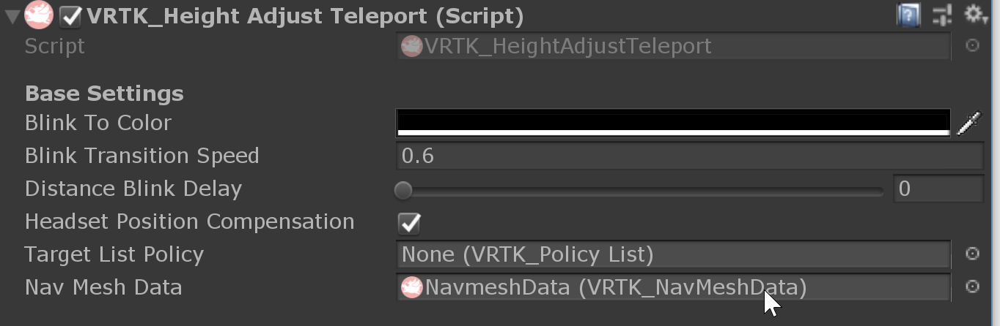 VRTK_Height Adjust Teleport (Script)
Script VRTK_HeightAdjustTeleport
Base Settings
Blink To Color
Blink Transition Speed 0.6
Distance Blink Delay 0
Headset Position Compensation
Target List Policy None (VRTK_Policy List)
Nav Mesh Data NavmeshData (VRTK_NavMeshData)